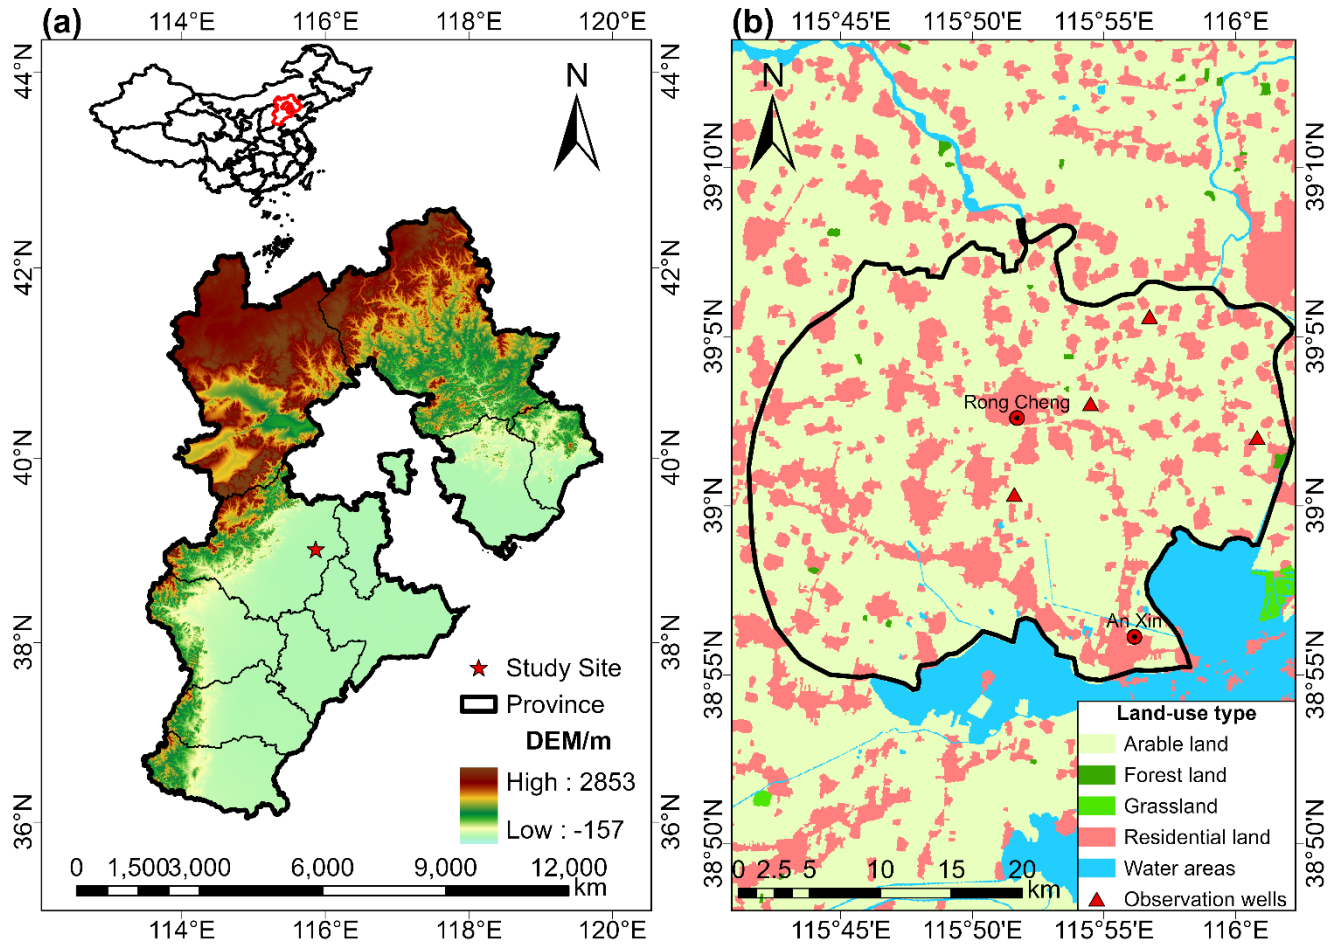 (a)
114°E 116°E 118°E 120°E
44°N
42°N
40°N
38°N
36°N
N
Study Site
Province
DEM/m
High : 2853
Low : -157
0 1,500 3,000 6,000 9,000 12,000
km
44°N
42°N
40°N
38°N
36°N
114°E 116°E 118°E 120°E
(b)
115°45'E 115°50'E 115°55'E 116°E
39°10'N
39°5'N
39°N
38°55'N
38°50'N
N
Rong Cheng
An Xin
Land-use type
Arable land
Forest land
Grassland
Residential land
Water areas
Observation wells
0 2.5 5 10 15 20
km
39°10'N
39°5'N
39°N
38°55'N
38°50'N
115°45'E 115°50'E 115°55'E 116°E